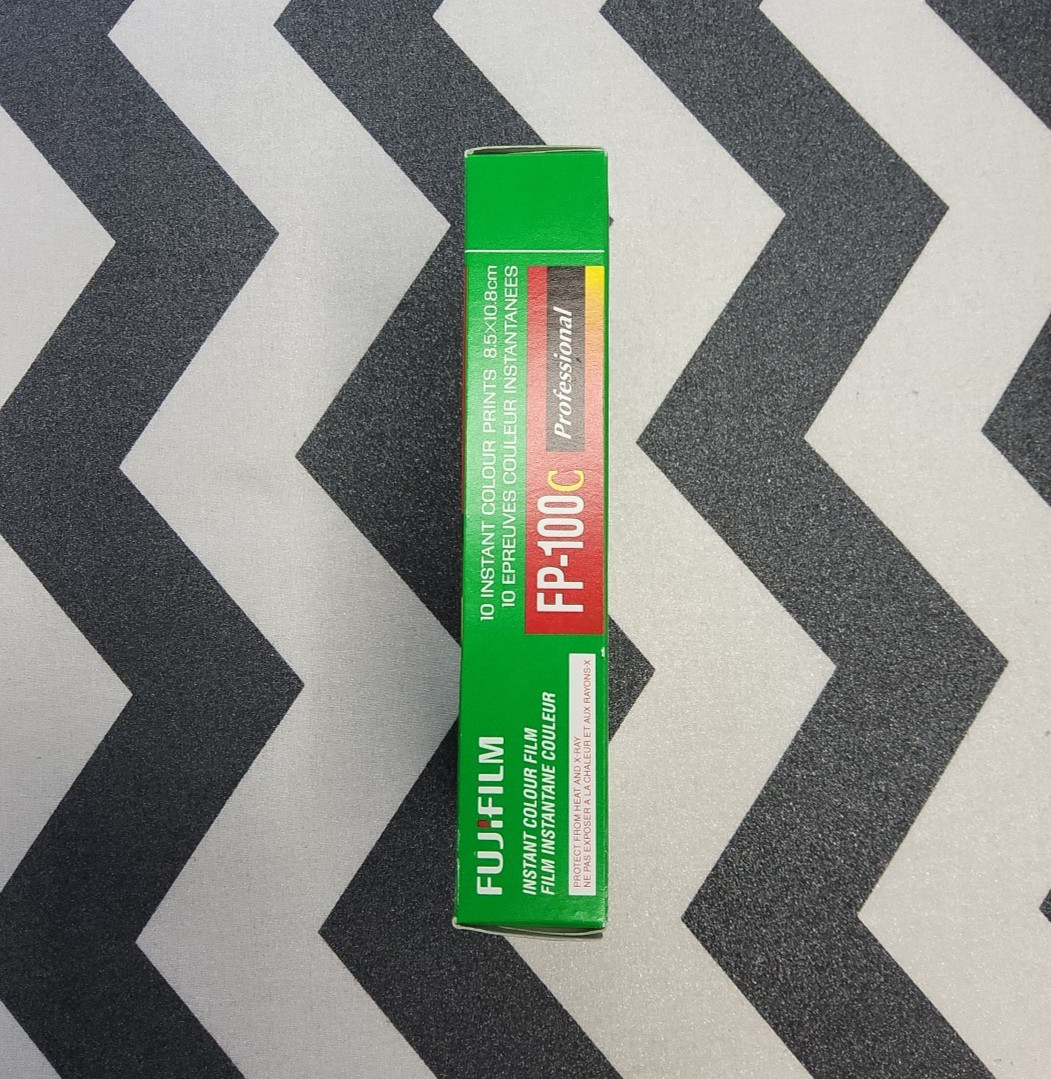 FUJIFILM
INSTANT COLOUR FILM
FILM INSTANTANE COULEUR
PROTECT FROM HEAT AND X-RAY
NE PAS EXPOSER A LA CHALEUR ET AUX RAYONS-X
10 INSTANT COLOUR PRINTS 8.5×10.8cm
10 EPREUVES COULEUR INSTANTANEES
FP-100C Professional